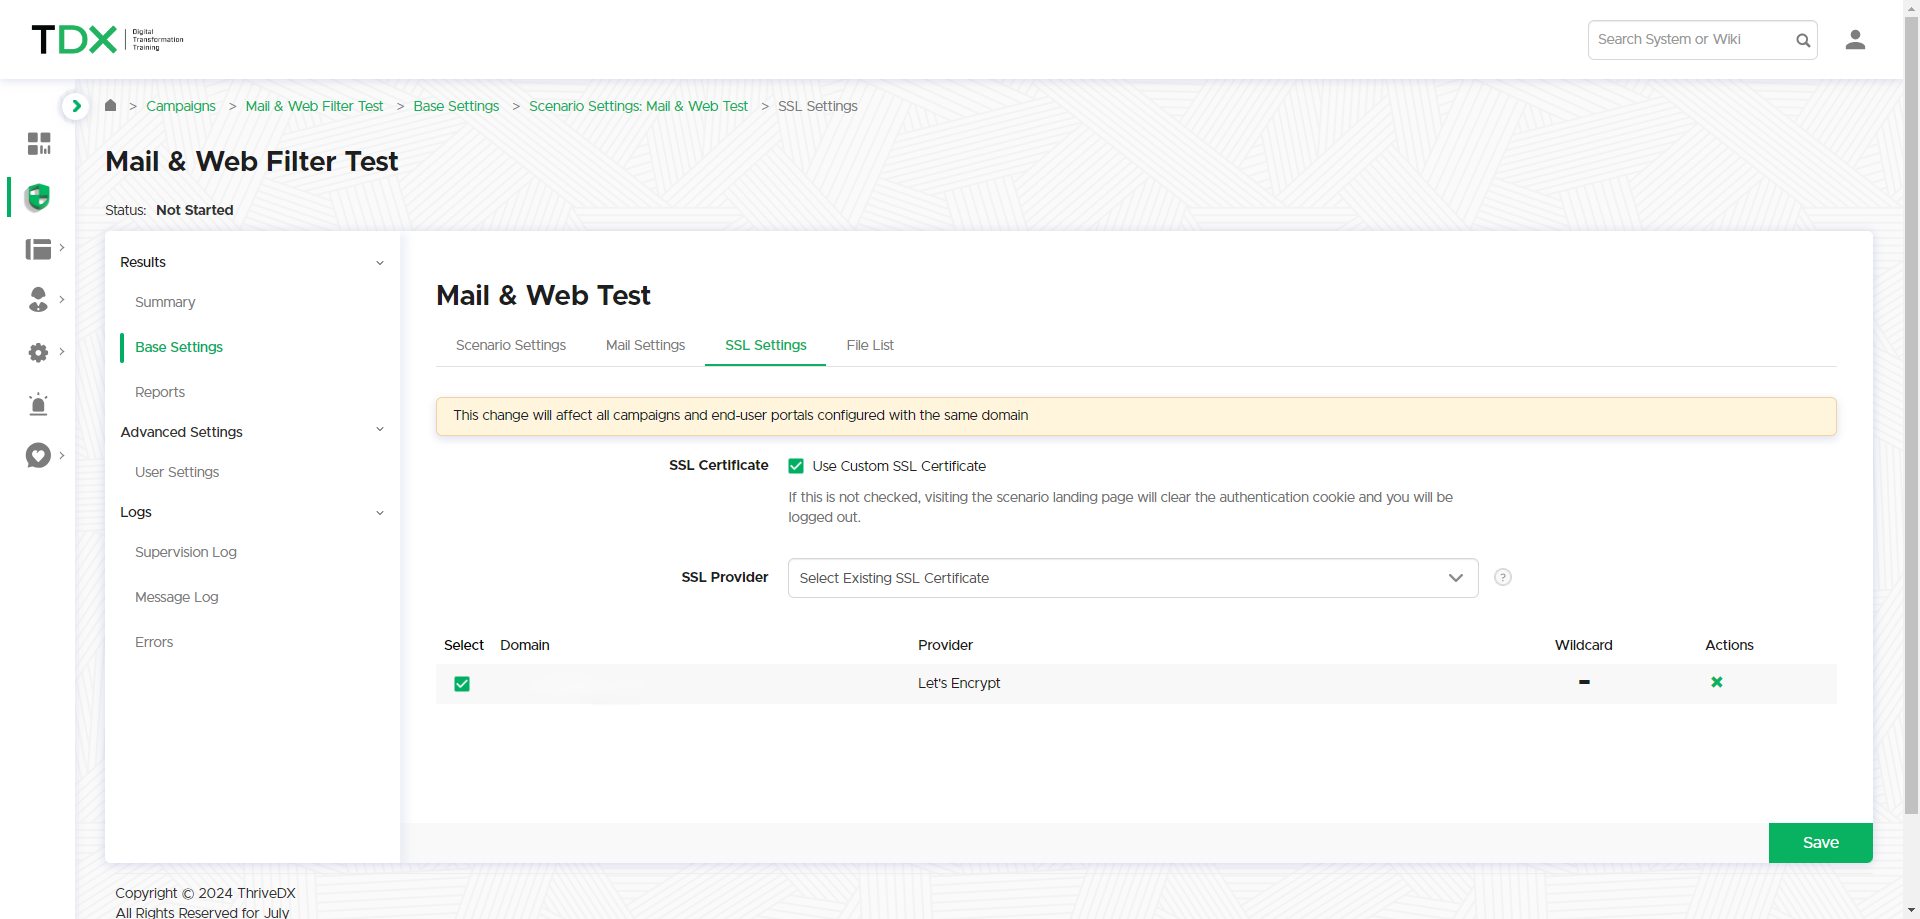 TDX Digital
Transformation
Training
Search System or Wiki
> Campaigns > Mail & Web Filter Test > Base Settings > Scenario Settings: Mail & Web Test > SSL Settings
Mail & Web Filter Test
Status: Not Started
Results
Summary
Base Settings
Reports
Advanced Settings
User Settings
Logs
Supervision Log
Message Log
Errors
Mail & Web Test
Scenario Settings Mail Settings SSL Settings File List
This change will affect all campaigns and end-user portals configured with the same domain
SSL Certificate Use Custom SSL Certificate
If this is not checked, visiting the scenario landing page will clear the authentication cookie and you will be
logged out.
SSL Provider Select Existing SSL Certificate ?
Select Domain Provider Wildcard Actions
Let's Encrypt
Save
Copyright © 2024 ThriveDX
All Rights Reserved for July